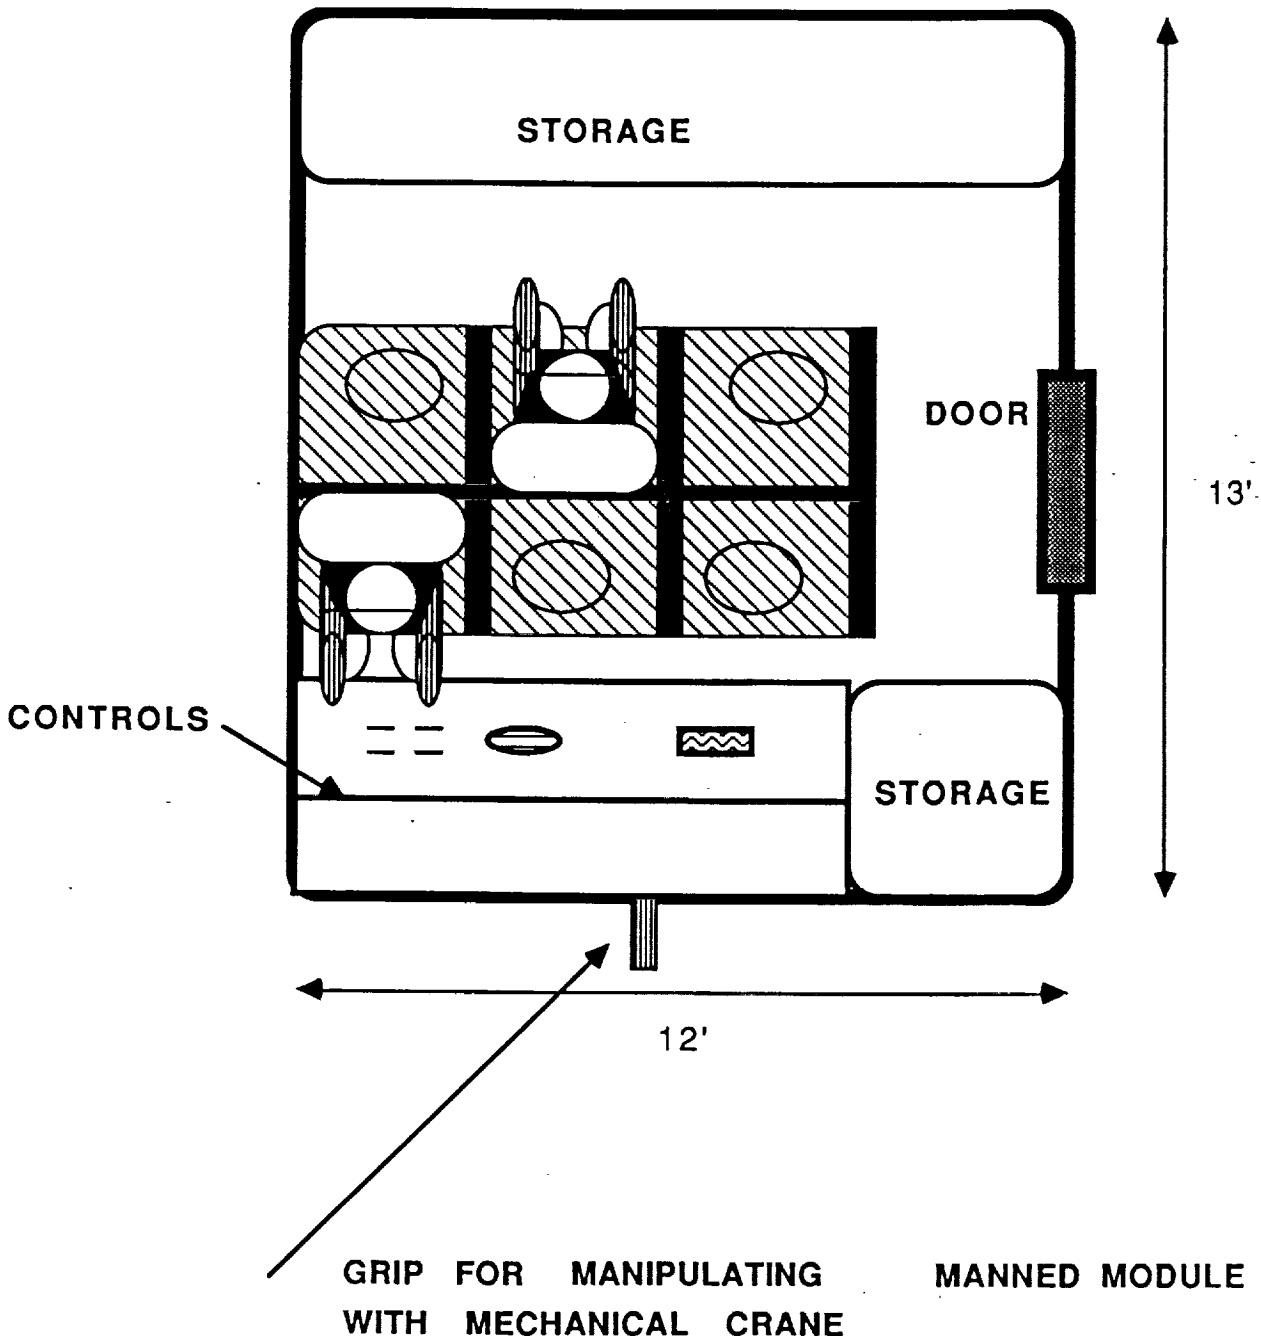 STORAGE
DOOR
13'
CONTROLS
STORAGE
12'
GRIP FOR MANIPULATING
WITH MECHANICAL CRANE
MANNED MODULE